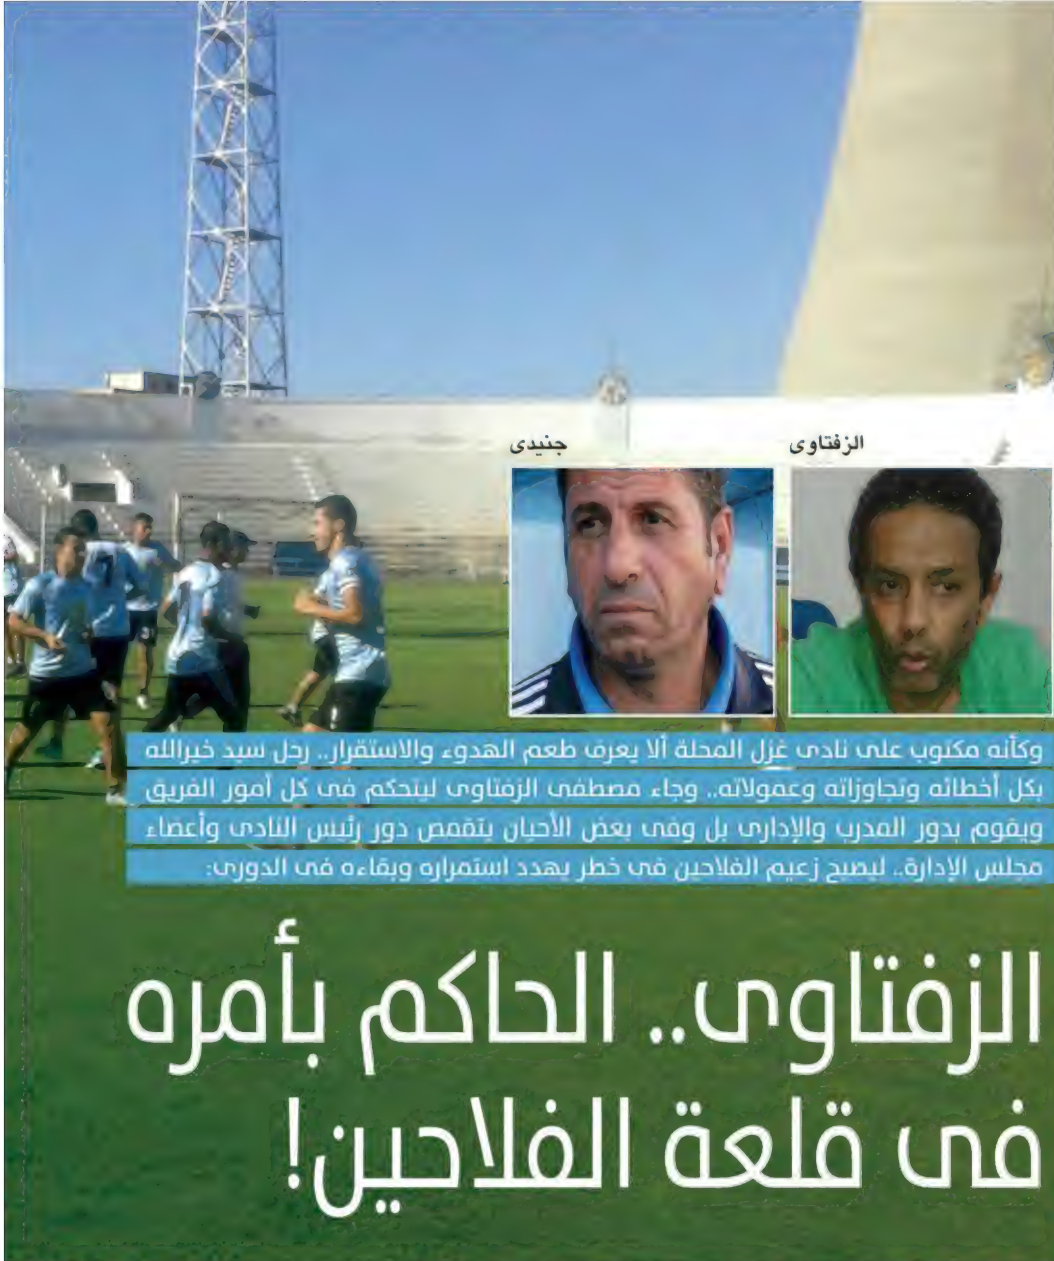 الزفتاوى
جنيدى
وكأنه مكتوب على نادى غزل المحلة ألا يعرف طعم الهدوء والاستقرار.. رحل سيد خيرالله
بكل أخطائه وتجاوزاته وعمولاته.. وجاء مصطفى الزفتاوى ليتحكم فى كل أمور الفريق
ويقوم بدور المدرب والإدارى بل وفى بعض الأحيان يتقمص دور رئيس النادى وأعضاء
مجلس الإدارة.. ليصبح زعيم الفلاحين فى خطر يهدد استمراره وبقاءه فى الدورى:
الزفتاوى.. الحاكم بأمره
فى قلعة الفلاحين!